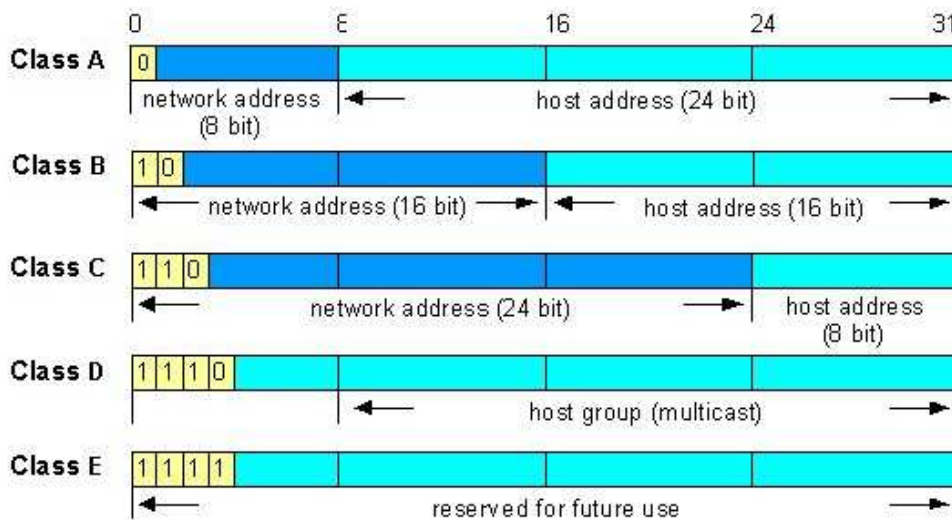 0 8 16 24 31
Class A 0
network address host address (24 bit)
(8 bit)
Class B 1 0
network address (16 bit) host address (16 bit)
Class C 1 1 0
network address (24 bit) host address
(8 bit)
Class D 1 1 1 0
host group (multicast)
Class E 1 1 1 1
reserved for future use